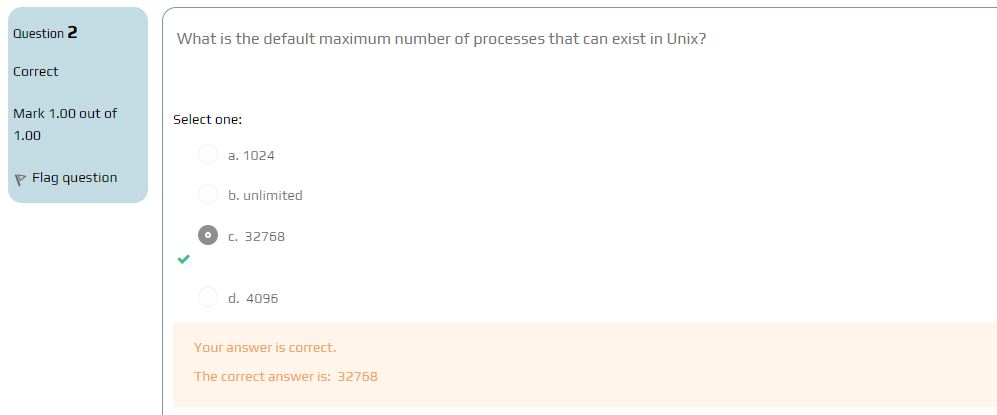 Question 2
Correct
Mark 1.00 out of
1.00
Flag question
What is the default maximum number of processes that can exist in Unix?
Select one:
a. 1024
b. unlimited
c. 32768
d. 4096
Your answer is correct.
The correct answer is: 32768